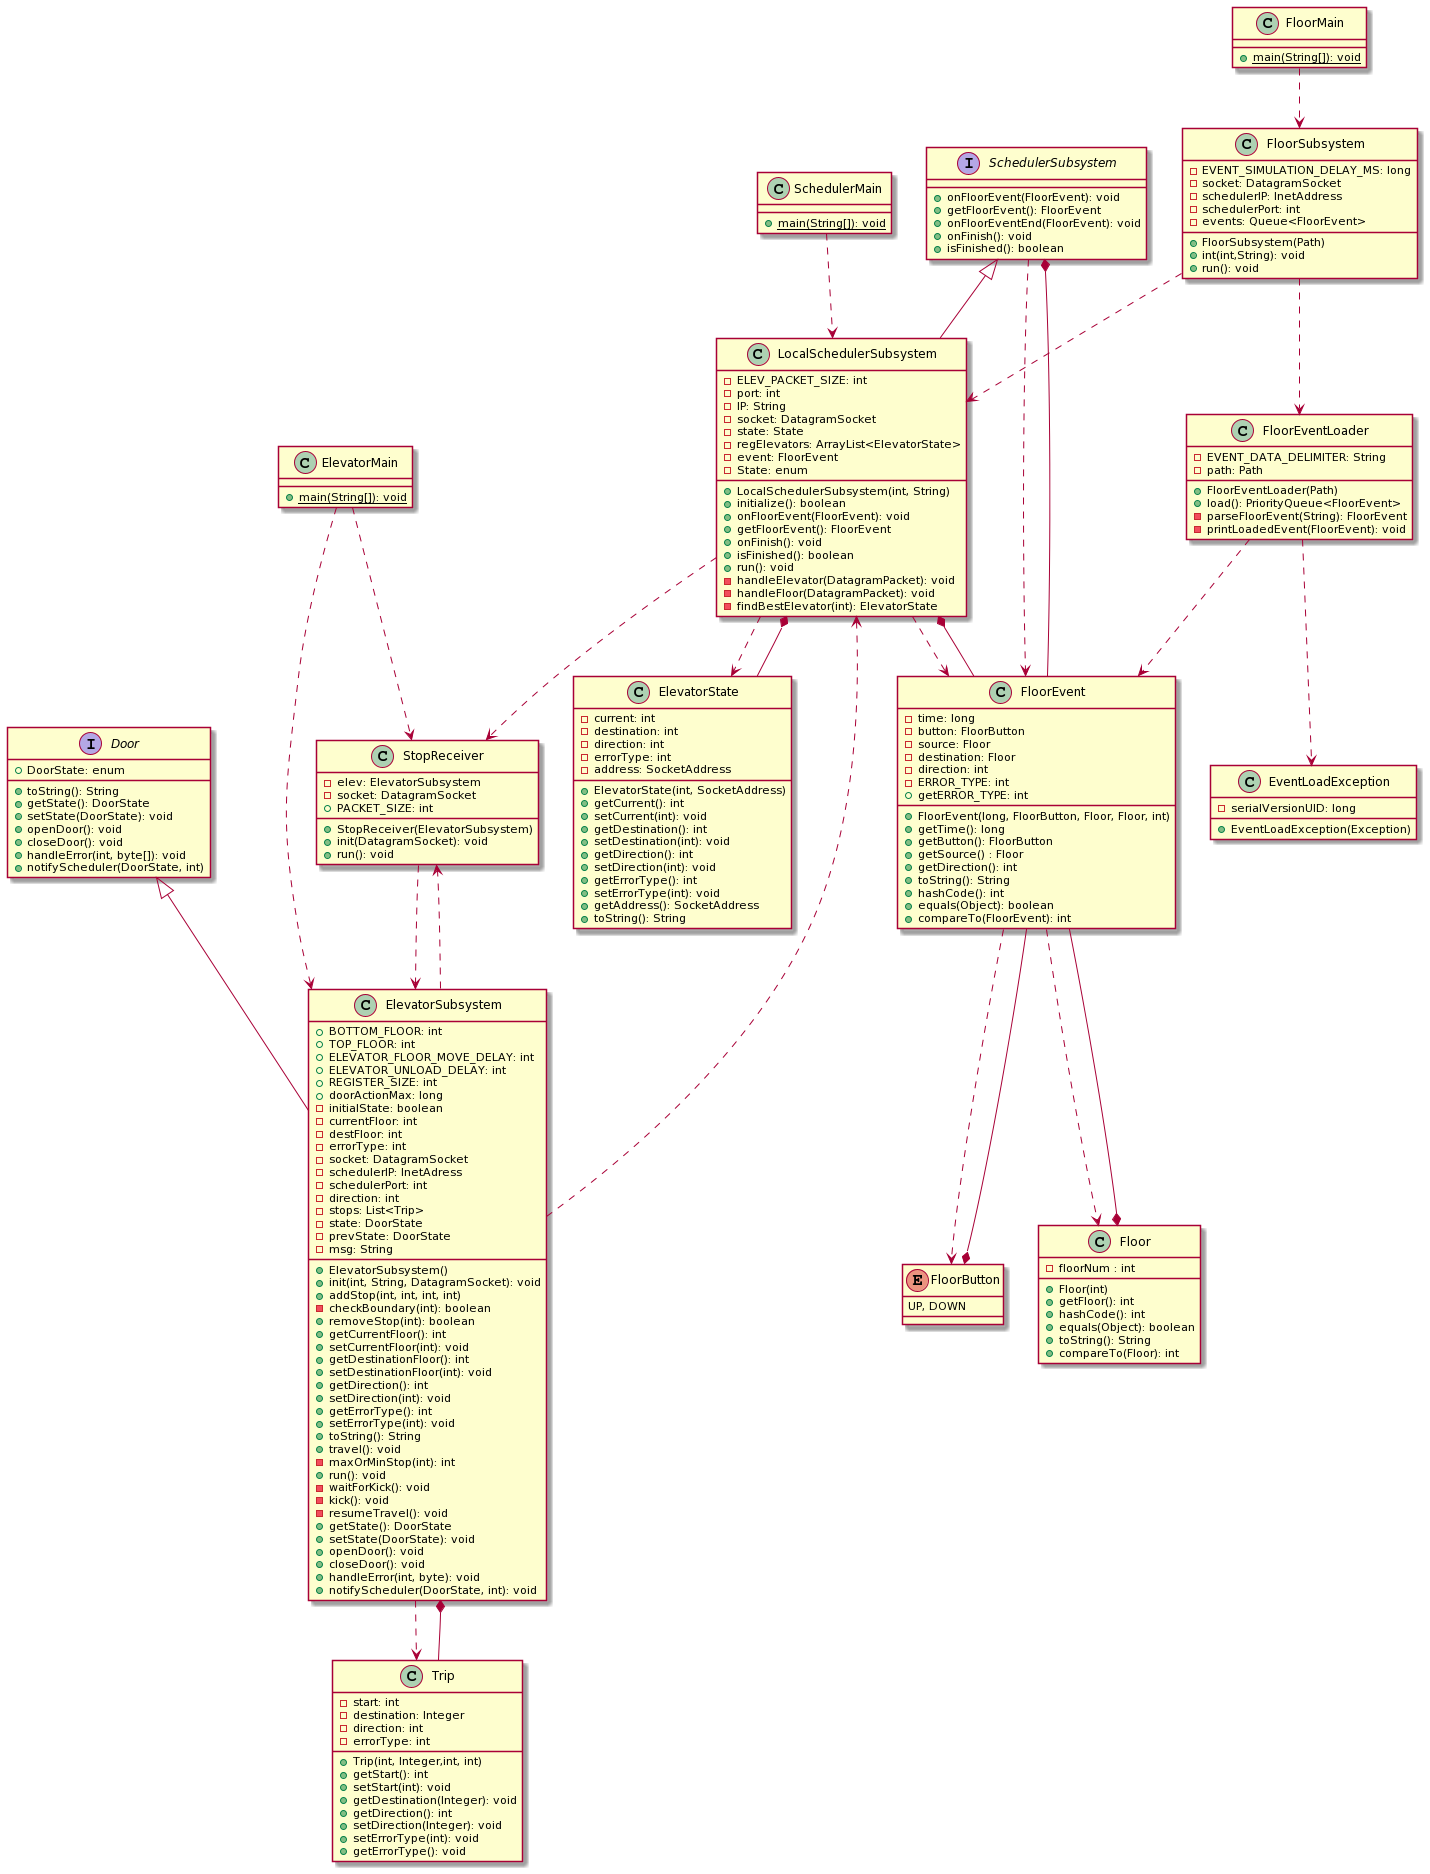 C FloorMain
main(String[]): void
C FloorSubsystem
EVENT_SIMULATION_DELAY_MS: long
socket: DatagramSocket
schedulerIP: InetAddress
schedulerPort: int
events: Queue<FloorEvent>
FloorSubsystem(Path)
int(int,String): void
run(): void
I SchedulerSubsystem
onFloorEvent(FloorEvent): void
getFloorEvent(): FloorEvent
onFloorEventEnd(FloorEvent): void
onFinish(): void
isFinished(): boolean
C SchedulerMain
main(String[]): void
C LocalSchedulerSubsystem
ELEV_PACKET_SIZE: int
port: int
IP: String
socket: DatagramSocket
state: State
regElevators: ArrayList<ElevatorState>
event: FloorEvent
State: enum
LocalSchedulerSubsystem(int, String)
initialize(): boolean
onFloorEvent(FloorEvent): void
getFloorEvent(): FloorEvent
onFinish(): void
isFinished(): boolean
run(): void
handleElevator(DatagramPacket): void
handleFloor(DatagramPacket): void
findBestElevator(int): ElevatorState
C FloorEventLoader
EVENT_DATA_DELIMITER: String
path: Path
FloorEventLoader(Path)
load(): PriorityQueue<FloorEvent>
parseFloorEvent(String): FloorEvent
printLoadedEvent(FloorEvent): void
C ElevatorMain
main(String[]): void
C ElevatorState
current: int
destination: int
direction: int
errorType: int
address: SocketAddress
ElevatorState(int, SocketAddress)
getCurrent(): int
setCurrent(int): void
getDestination(): int
setDestination(int): void
getDirection(): int
setDirection(int): void
getErrorType(): int
setErrorType(int): void
getAddress(): SocketAddress
toString(): String
C FloorEvent
time: long
button: FloorButton
source: Floor
destination: Floor
direction: int
ERROR_TYPE: int
getERROR_TYPE: int
FloorEvent(long, FloorButton, Floor, Floor, int)
getTime(): long
getButton(): FloorButton
getSource() : Floor
getDirection(): int
toString(): String
hashCode(): int
equals(Object): boolean
compareTo(FloorEvent): int
C EventLoadException
serialVersionUID: long
EventLoadException(Exception)
I Door
DoorState: enum
toString(): String
getState(): DoorState
setState(DoorState): void
openDoor(): void
closeDoor(): void
handleError(int, byte[]): void
notifyScheduler(DoorState, int)
C StopReceiver
elev: ElevatorSubsystem
socket: DatagramSocket
PACKET_SIZE: int
StopReceiver(ElevatorSubsystem)
init(DatagramSocket): void
run(): void
C ElevatorSubsystem
BOTTOM_FLOOR: int
TOP_FLOOR: int
ELEVATOR_FLOOR_MOVE_DELAY: int
ELEVATOR_UNLOAD_DELAY: int
REGISTER_SIZE: int
doorActionMax: long
initialState: boolean
currentFloor: int
destFloor: int
errorType: int
socket: DatagramSocket
schedulerIP: InetAdress
schedulerPort: int
direction: int
stops: List<Trip>
state: DoorState
prevState: DoorState
msg: String
ElevatorSubsystem()
init(int, String, DatagramSocket): void
addStop(int, int, int, int)
checkBoundary(int): boolean
removeStop(int): boolean
getCurrentFloor(): int
setCurrentFloor(int): void
getDestinationFloor(): int
setDestinationFloor(int): void
getDirection(): int
setDirection(int): void
getErrorType(): int
setErrorType(int): void
toString(): String
travel(): void
maxOrMinStop(int): int
run(): void
waitForKick(): void
kick(): void
resumeTravel(): void
getState(): DoorState
setState(DoorState): void
openDoor(): void
closeDoor(): void
handleError(int, byte): void
notifyScheduler(DoorState, int): void
E FloorButton
UP, DOWN
C Floor
floorNum : int
Floor(int)
getFloor(): int
hashCode(): int
equals(Object): boolean
toString(): String
compareTo(Floor): int
C Trip
start: int
destination: Integer
direction: int
errorType: int
Trip(int, Integer,int, int)
getStart(): int
setStart(int): void
getDestination(Integer): void
getDirection(): int
setDirection(Integer): void
setErrorType(int): void
getErrorType(): void